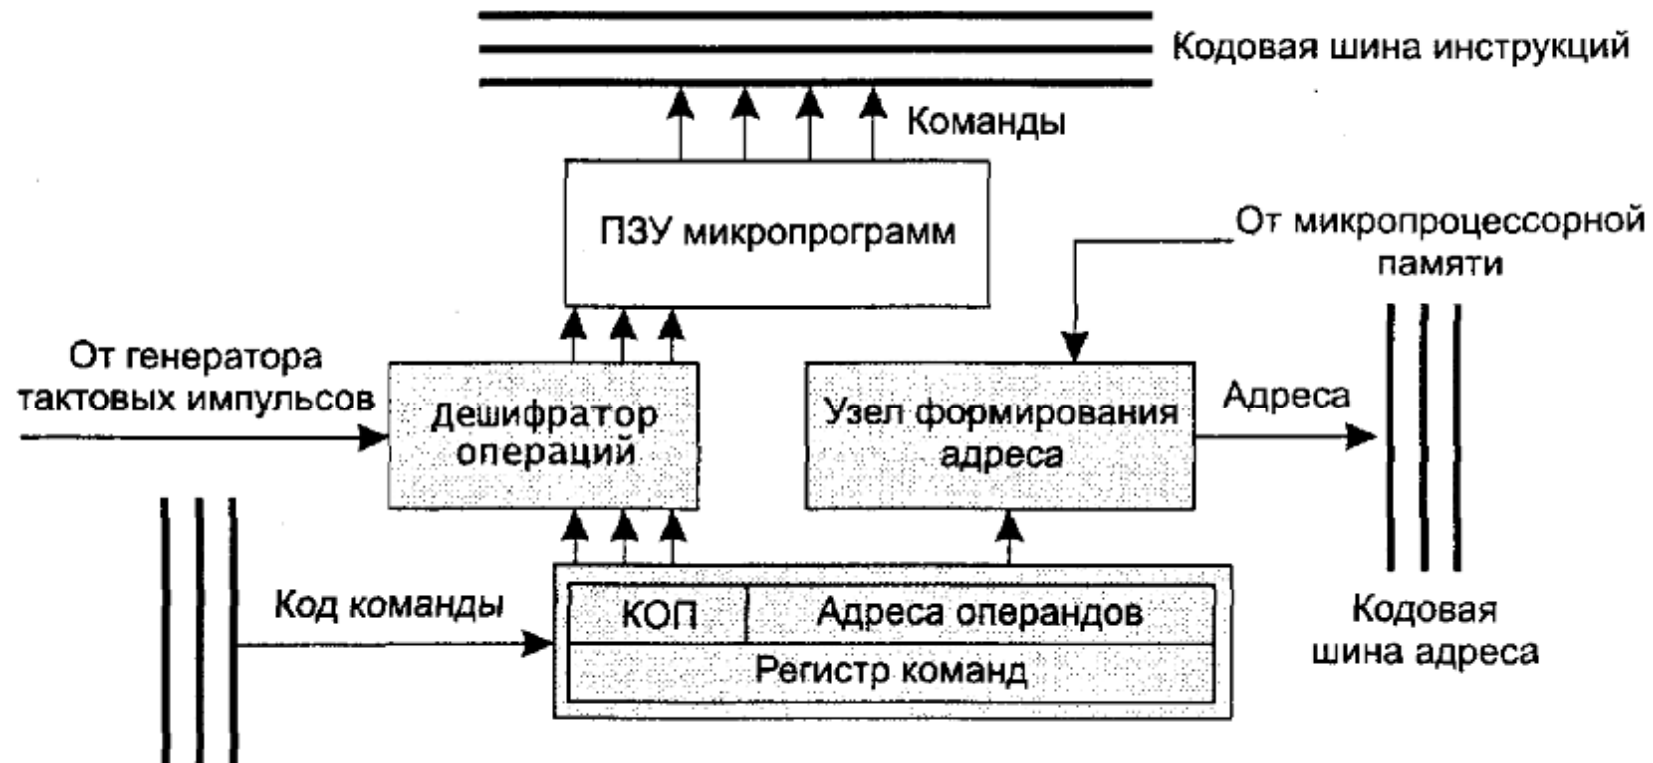 Кодовая шина инструкций
Команды
ПЗУ микропрограмм
От микропроцессорной
памяти
От генератора
тактовых импульсов
Дешифратор
операций
Узел формирования
адреса
Адреса
Код команды
КОП
Адреса операндов
Регистр команд
Кодовая
шина адреса